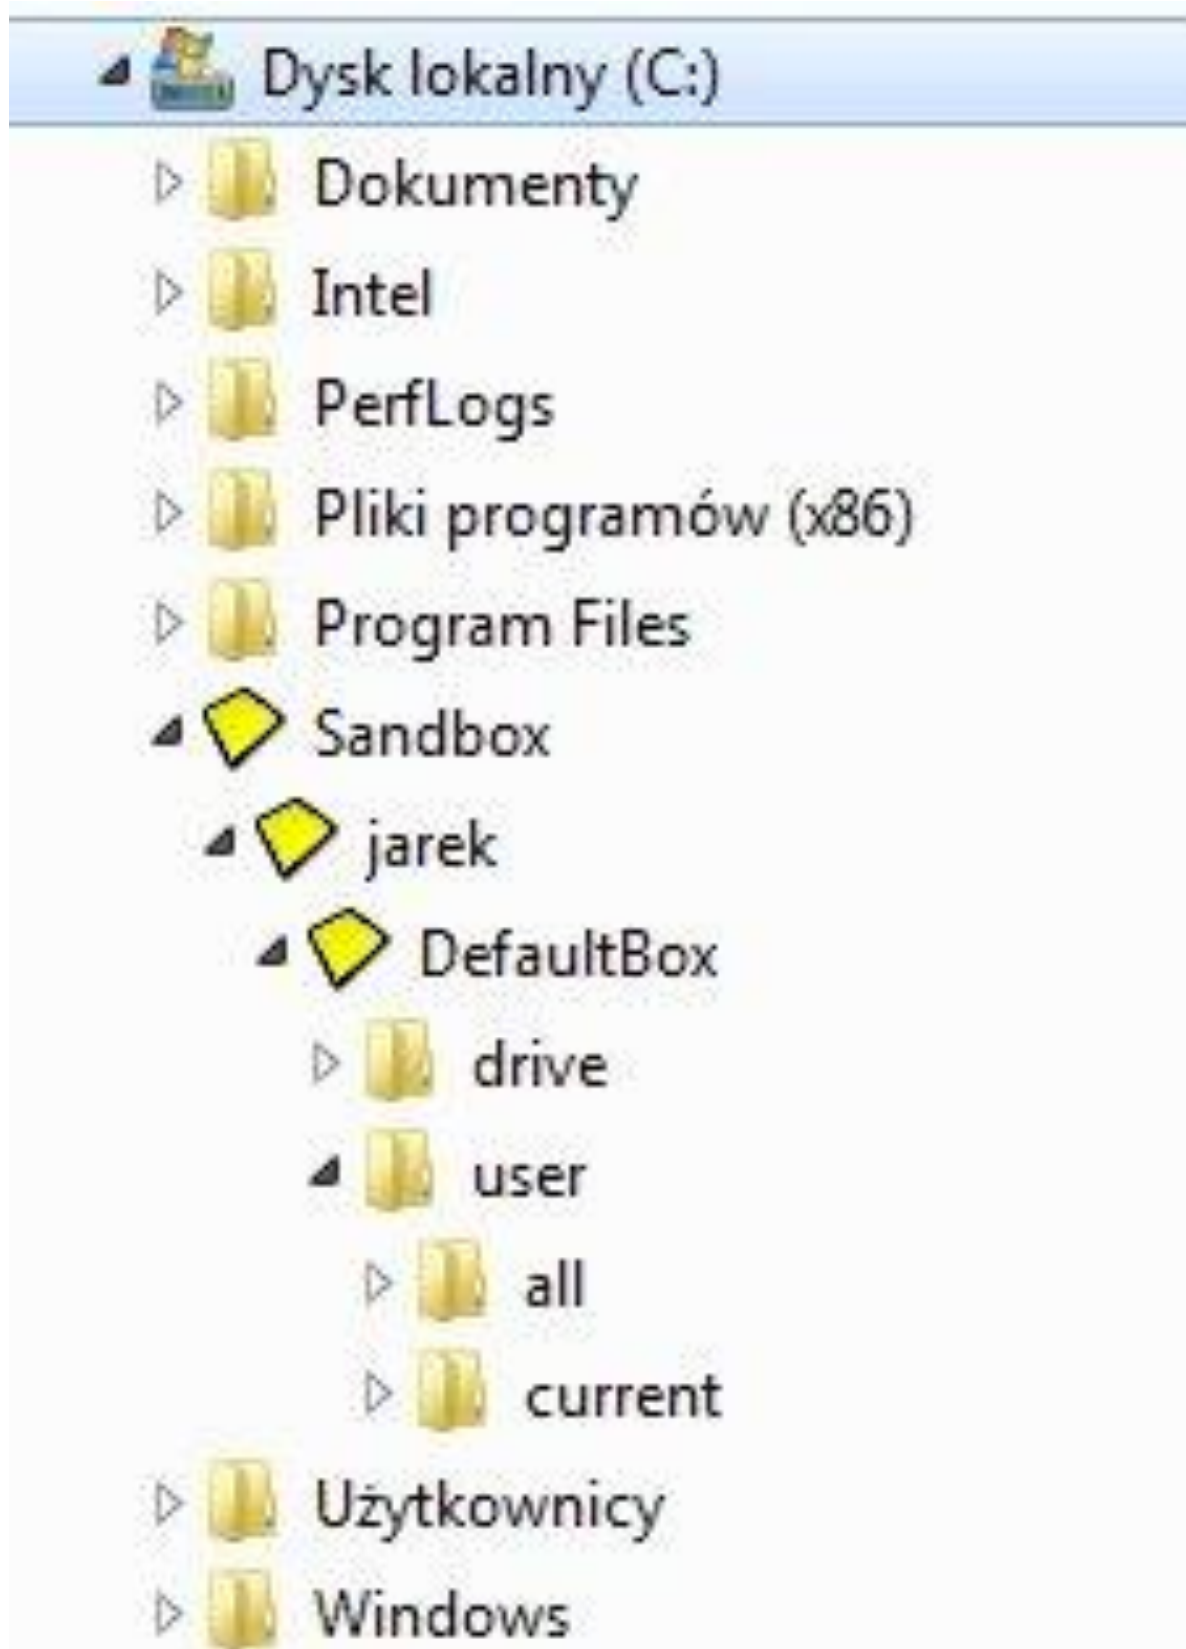 Dysk lokalny (C:)
Dokumenty
Intel
PerfLogs
Pliki programów (x86)
Program Files
Sandbox
jarek
DefaultBox
drive
user
all
current
Użytkownicy
Windows